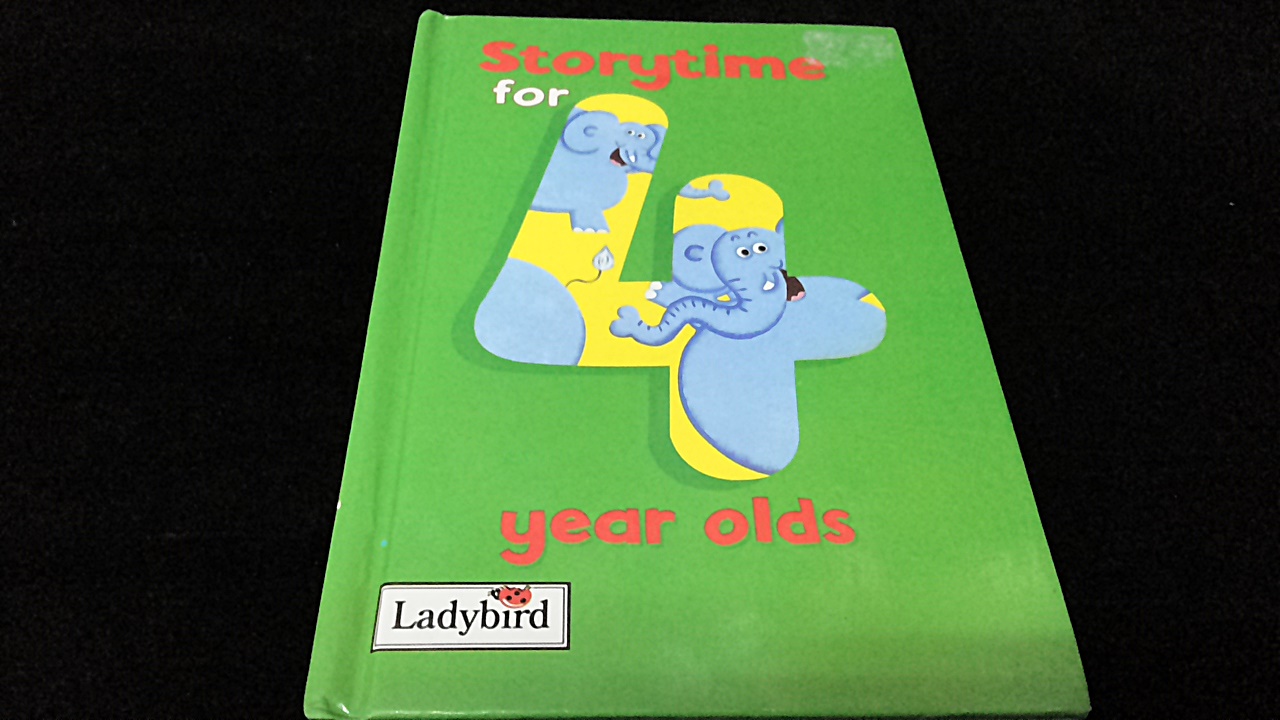 Storytime
for
4
year olds
Ladybird